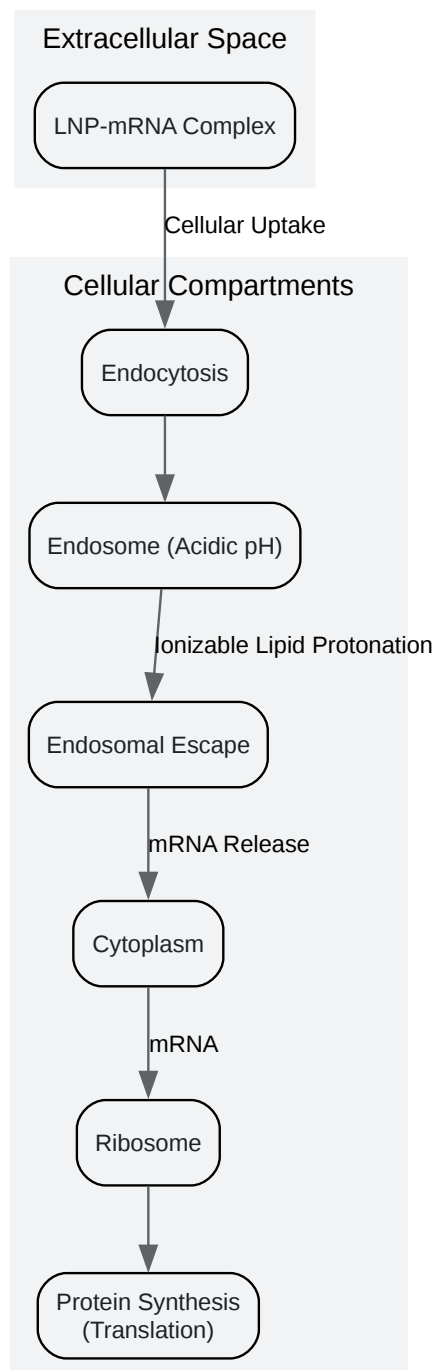 Extracellular Space
LNP-mRNA Complex
Cellular Uptake
Cellular Compartments
Endocytosis
Endosome (Acidic pH)
Ionizable Lipid Protonation
Endosomal Escape
mRNA Release
Cytoplasm
mRNA
Ribosome
Protein Synthesis
(Translation)